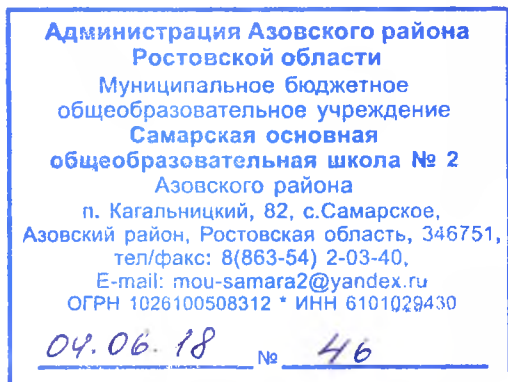 Администрация Азовского района
Ростовской области
Муниципальное бюджетное
общеобразовательное учреждение
Самарская основная
общеобразовательная школа № 2
Азовского района
п. Кагальницкий, 82, с.Самарское,
Азовский район, Ростовская область, 346751,
тел/факс: 8(863-54) 2-03-40,
E-mail: mou-samara2@yandex.ru
ОГРН 1026100508312 * ИНН 6101029430
04.06.18 № 46